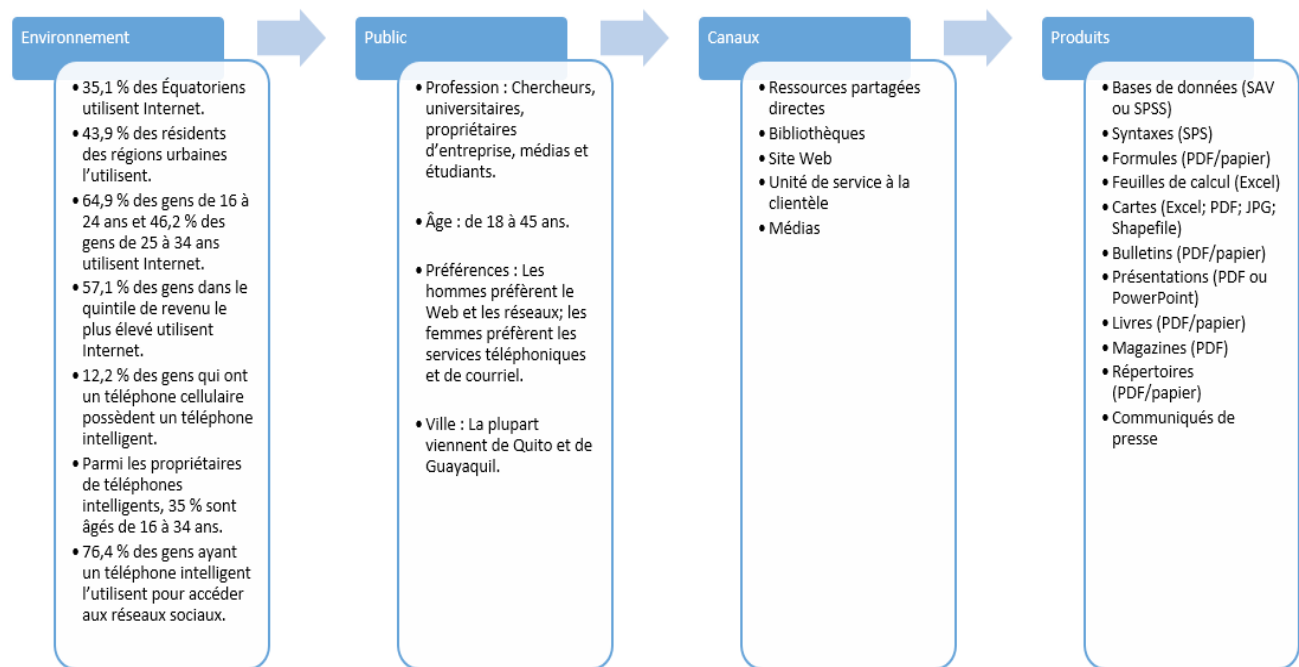 Environnement
• 35,1 % des Équatoriens
utilisent Internet.
• 43,9 % des résidents
des régions urbaines
l’utilisent.
• 64,9 % des gens de 16 à
24 ans et 46,2 % des
gens de 25 à 34 ans
utilisent Internet.
• 57,1 % des gens dans le
quintile de revenu le
plus élevé utilisent
Internet.
• 12,2 % des gens qui ont
un téléphone cellulaire
possèdent un téléphone
intelligent.
• Parmi les propriétaires
de téléphones
intelligents, 35 % sont
âgés de 16 à 34 ans.
• 76,4 % des gens ayant
un téléphone intelligent
l’utilisent pour accéder
aux réseaux sociaux.
Public
• Profession : Chercheurs,
universitaires,
propriétaires
d’entreprise, médias et
étudiants.
• Âge : de 18 à 45 ans.
• Préférences : Les
hommes préfèrent le
Web et les réseaux; les
femmes préfèrent les
services téléphoniques
et de courriel.
• Ville : La plupart
viennent de Quito et de
Guayaquil.
Canaux
• Ressources partagées
directes
• Bibliothèques
• Site Web
• Unité de service à la
clientèle
• Médias
Produits
• Bases de données (SAV
ou SPSS)
• Syntaxes (SPS)
• Formules (PDF/papier)
• Feuilles de calcul (Excel)
• Cartes (Excel; PDF; JPG;
Shapefile)
• Bulletins (PDF/papier)
• Présentations (PDF ou
PowerPoint)
• Livres (PDF/papier)
• Magazines (PDF)
• Répertoires
(PDF/papier)
• Communiqués de
presse